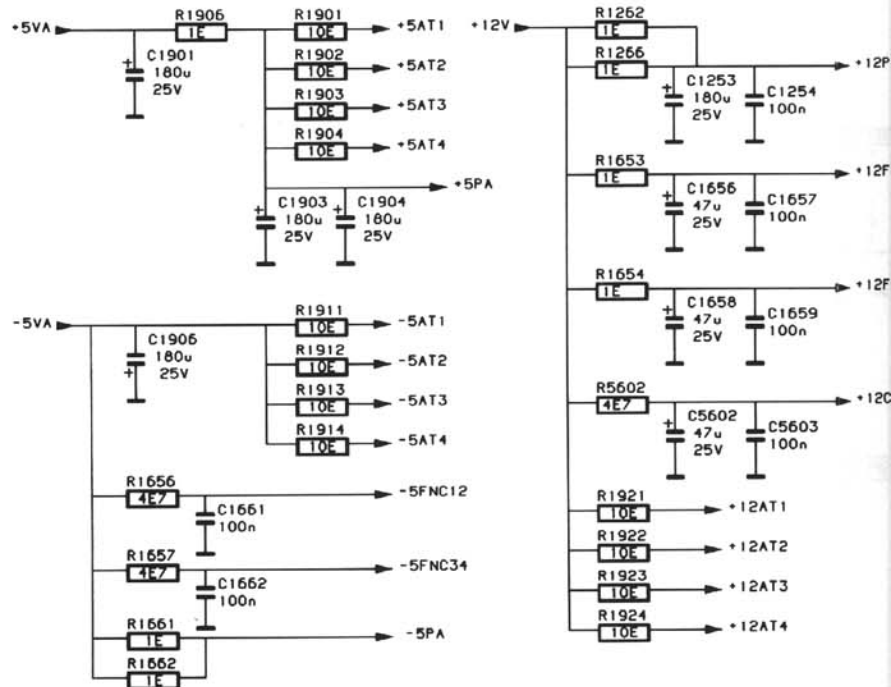 +5VA
R1906
1E
C1901
180u
25V
R1901
10E
+5AT1
R1902
10E
+5AT2
R1903
10E
+5AT3
R1904
10E
+5AT4
+5PA
+ C1903
180u
25V
+ C1904
180u
25V
-5VA
C1906
180u
25V
+
R1911
10E
-5AT1
R1912
10E
-5AT2
R1913
10E
-5AT3
R1914
10E
-5AT4
R1656
4E7
-5FNC12
C1661
100n
R1657
4E7
-5FNC34
C1662
100n
R1661
1E
-5PA
R1662
1E
+12V
R1262
1E
R1266
1E
+12P
+ C1253
180u
25V
C1254
100n
R1653
1E
+12F
+ C1656
47u
25V
C1657
100n
R1654
1E
+12F
+ C1658
47u
25V
C1659
100n
R5602
4E7
+12C
+ C5602
47u
25V
C5603
100n
R1921
10E
+12AT1
R1922
10E
+12AT2
R1923
10E
+12AT3
R1924
10E
+12AT4